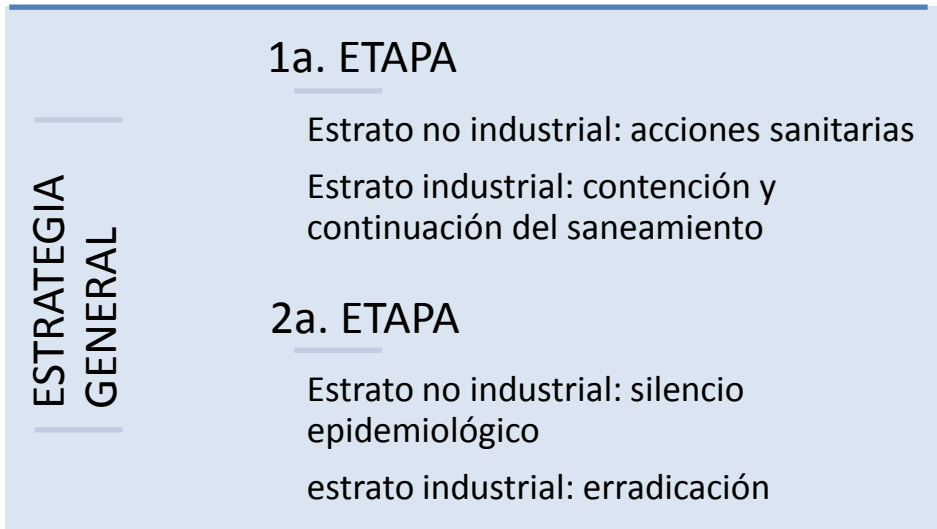 ESTRATEGIA
GENERAL
1a. ETAPA
Estrato no industrial: acciones sanitarias
Estrato industrial: contención y
continuación del saneamiento
2a. ETAPA
Estrato no industrial: silencio
epidemiológico
estrato industrial: erradicación